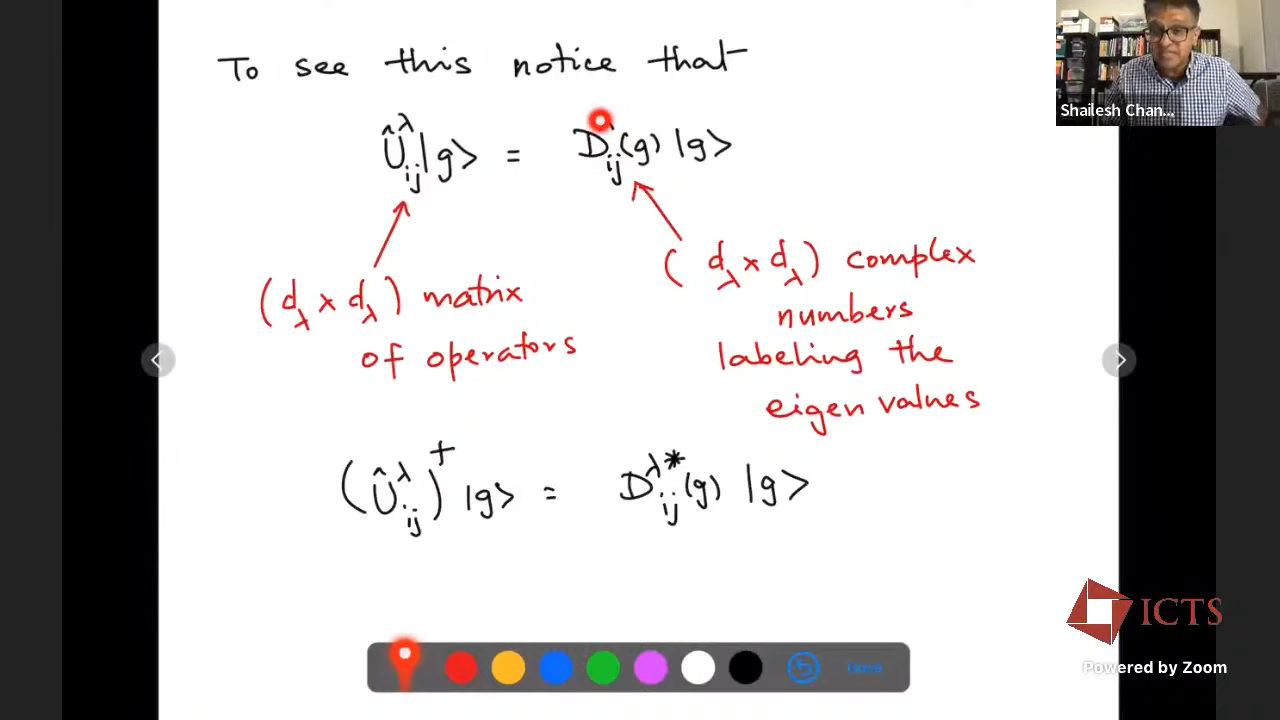 To see this notice that
Û^λ_ij |g> = D^λ_ij(g) |g>
(d_λ x d_λ) matrix
of operators
(d_λ x d_λ) complex
numbers
labeling the
eigen values
(Û^λ_ij)^† |g> = D^λ*_ij(g) |g>
Shailesh Chan...
ICTS
Powered by Zoom
Done